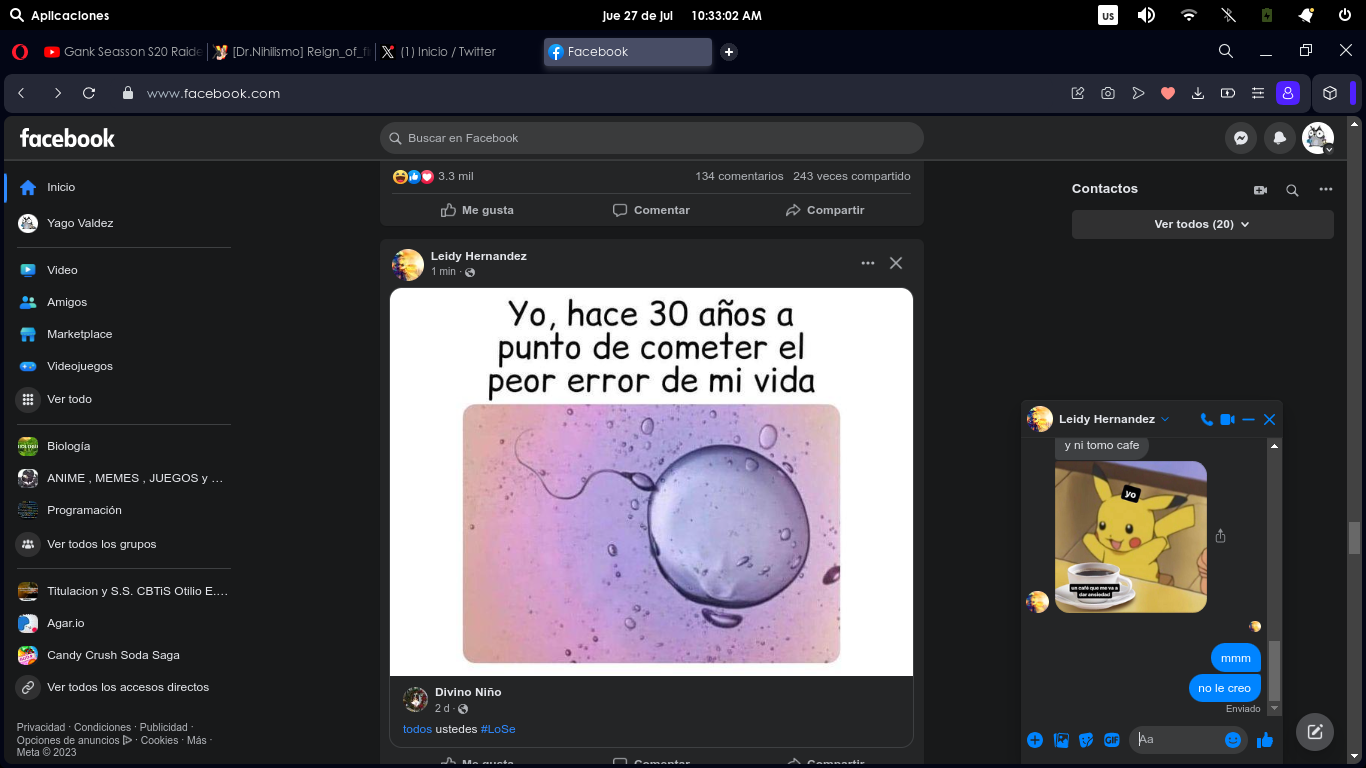 Aplicaciones
jue 27 de jul 10:33:02 AM
us
Gank Seasson S20 Raide
[Dr.Nihilismo] Reign_of_fi
(1) Inicio / Twitter
Facebook
www.facebook.com
facebook
Buscar en Facebook
Inicio
Yago Valdez
Video
Amigos
Marketplace
Videojuegos
Ver todo
Biología
ANIME , MEMES , JUEGOS y …
Programación
Ver todos los grupos
Titulacion y S.S. CBTiS Otilio E.…
Agar.io
Candy Crush Soda Saga
Ver todos los accesos directos
Privacidad · Condiciones · Publicidad ·
Opciones de anuncios · Cookies · Más ·
Meta © 2023
3.3 mil
134 comentarios 243 veces compartido
Me gusta
Comentar
Compartir
Leidy Hernandez
1 min ·
Yo, hace 30 años a
punto de cometer el
peor error de mi vida
Divino Niño
2 d ·
todos ustedes #LoSe
Me gusta
Comentar
Compartir
Contactos
Ver todos (20)
Leidy Hernandez
y ni tomo cafe
yo
un café que me va a
dar ansiedad
mmm
no le creo
Enviado
GIF
Aa